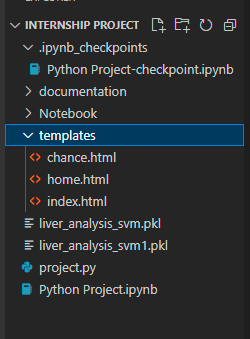 INTERNSHIP PROJECT
.ipynb_checkpoints
Python Project-checkpoint.ipynb
documentation
Notebook
templates
chance.html
home.html
index.html
liver_analysis_svm.pkl
liver_analysis_svm1.pkl
project.py
Python Project.ipynb